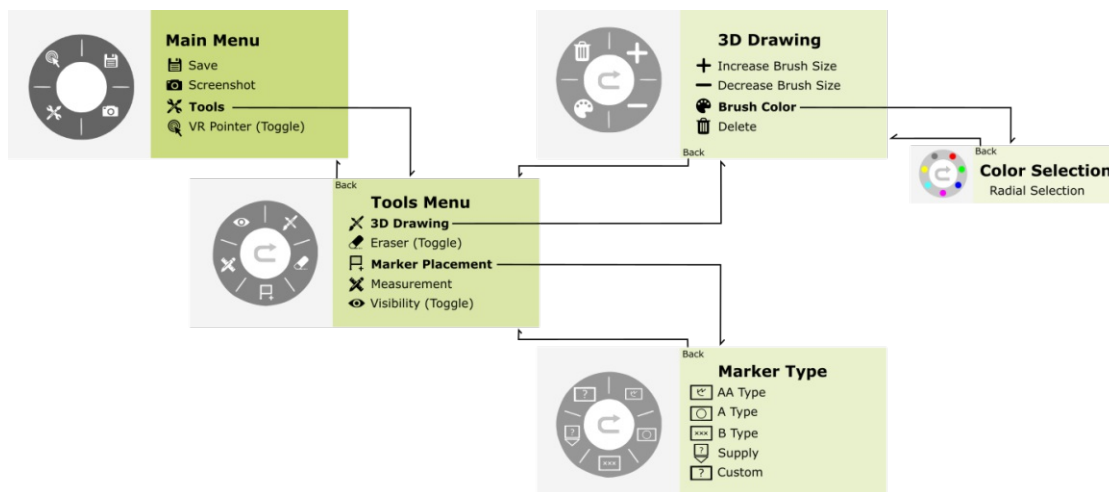 Main Menu
Save
Screenshot
Tools
VR Pointer (Toggle)
3D Drawing
Increase Brush Size
Decrease Brush Size
Brush Color
Delete
Back
Back
Color Selection
Radial Selection
Back
Tools Menu
3D Drawing
Eraser (Toggle)
Marker Placement
Measurement
Visibility (Toggle)
Back
Marker Type
? AA Type
A Type
xxx B Type
? Supply
? Custom